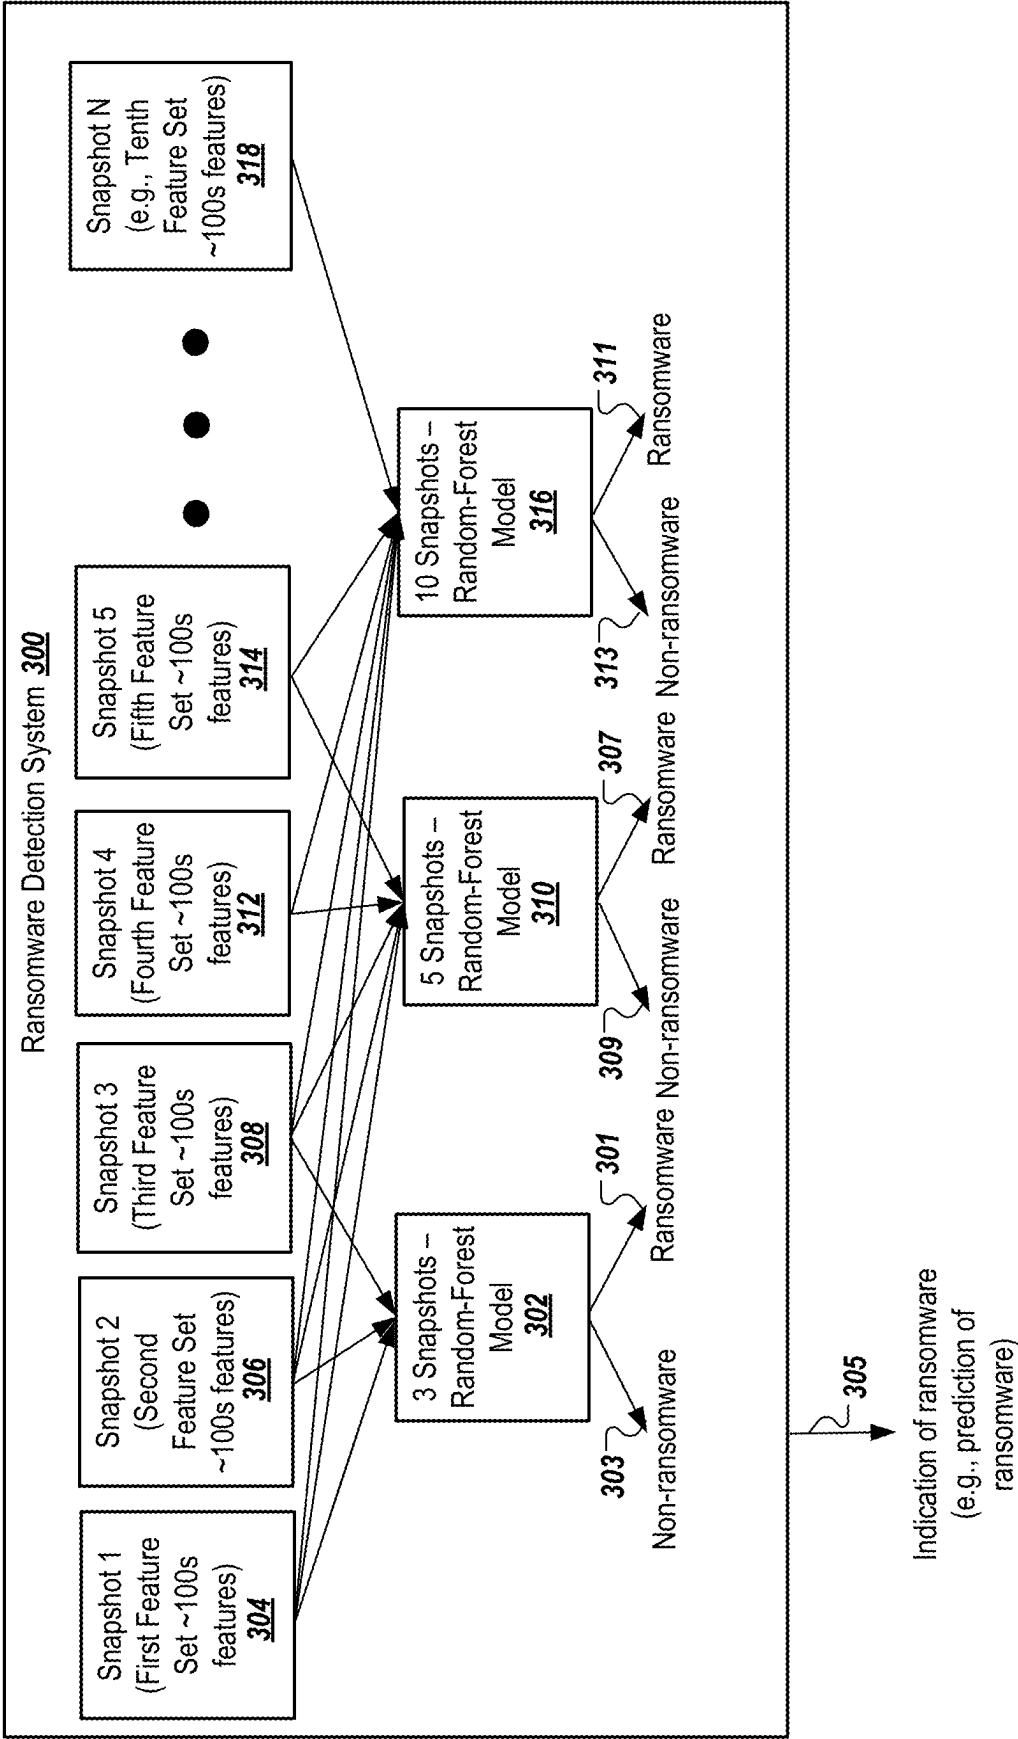 Ransomware Detection System 300
Snapshot 1
(First Feature
Set ~100s
features)
304
Snapshot 2
(Second
Feature Set
~100s features)
306
Snapshot 3
(Third Feature
Set ~100s
features)
308
Snapshot 4
(Fourth Feature
Set ~100s
features)
312
Snapshot 5
(Fifth Feature
Set ~100s
features)
314
Snapshot N
(e.g., Tenth
Feature Set
~100s features)
318
3 Snapshots –
Random-Forest
Model
302
5 Snapshots –
Random-Forest
Model
310
10 Snapshots –
Random-Forest
Model
316
303
Non-ransomware
301
Ransomware
309
Non-ransomware
307
Ransomware
313
Non-ransomware
311
Ransomware
305
Indication of ransomware
(e.g., prediction of
ransomware)